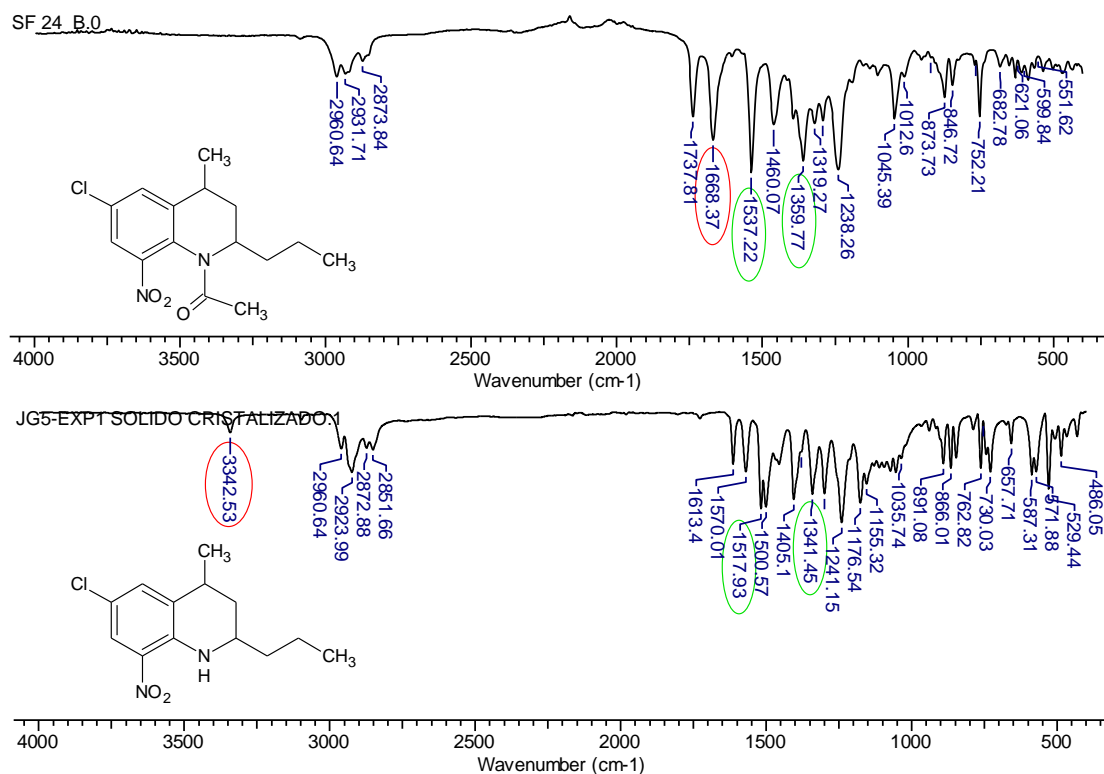 SF 24 B.0
2960.64
2931.71
2873.84
1737.81
1668.37
1537.22
1460.07
1359.77
1319.27
1238.26
1045.39
1012.6
873.73
846.72
752.21
682.78
621.06
599.84
551.62
CH3
Cl
N
CH3
NO2
O
CH3
4000 3500 3000 2500 2000 1500 1000 500
Wavenumber (cm-1)
JG5-EXP1 SOLIDO CRISTALIZADO.1
3342.53
2960.64
2923.99
2872.88
2851.66
1613.4
1570.01
1517.93
1500.57
1405.1
1341.45
1241.15
1176.54
1155.32
1035.74
891.08
866.01
762.82
730.03
657.71
587.31
571.88
529.44
486.05
CH3
Cl
N
H
CH3
NO2
4000 3500 3000 2500 2000 1500 1000 500
Wavenumber (cm-1)